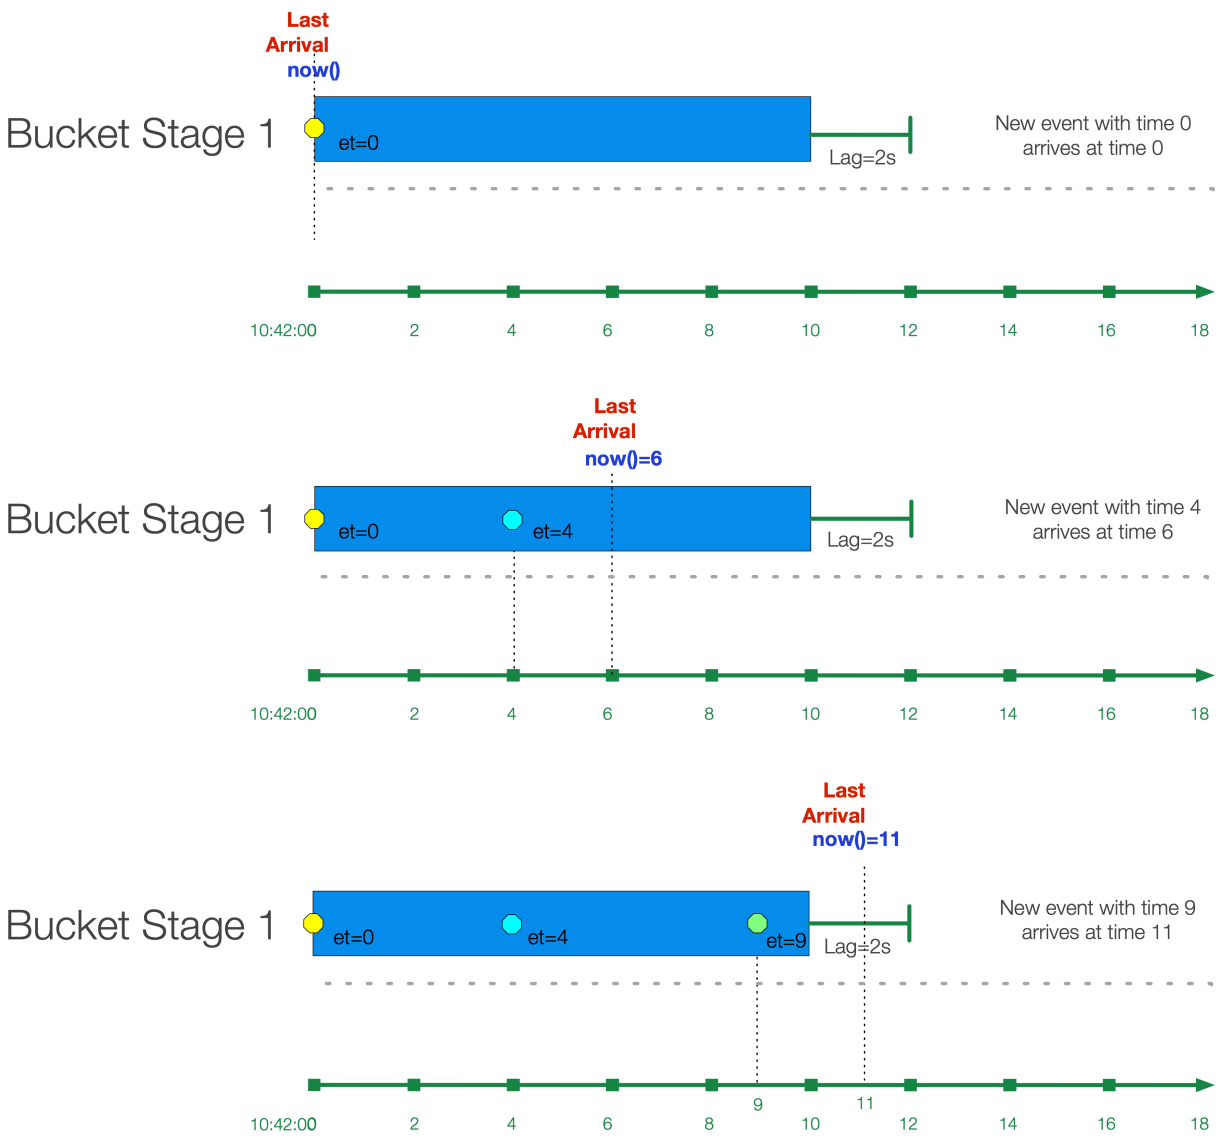 Last
Arrival
now()
Bucket Stage 1
et=0
Lag=2s
New event with time 0
arrives at time 0
10:42:00 2 4 6 8 10 12 14 16 18
Last
Arrival
now()=6
Bucket Stage 1
et=0
et=4
Lag=2s
New event with time 4
arrives at time 6
10:42:00 2 4 6 8 10 12 14 16 18
Last
Arrival
now()=11
Bucket Stage 1
et=0
et=4
et=9
Lag=2s
New event with time 9
arrives at time 11
9 11
10:42:00 2 4 6 8 10 12 14 16 18